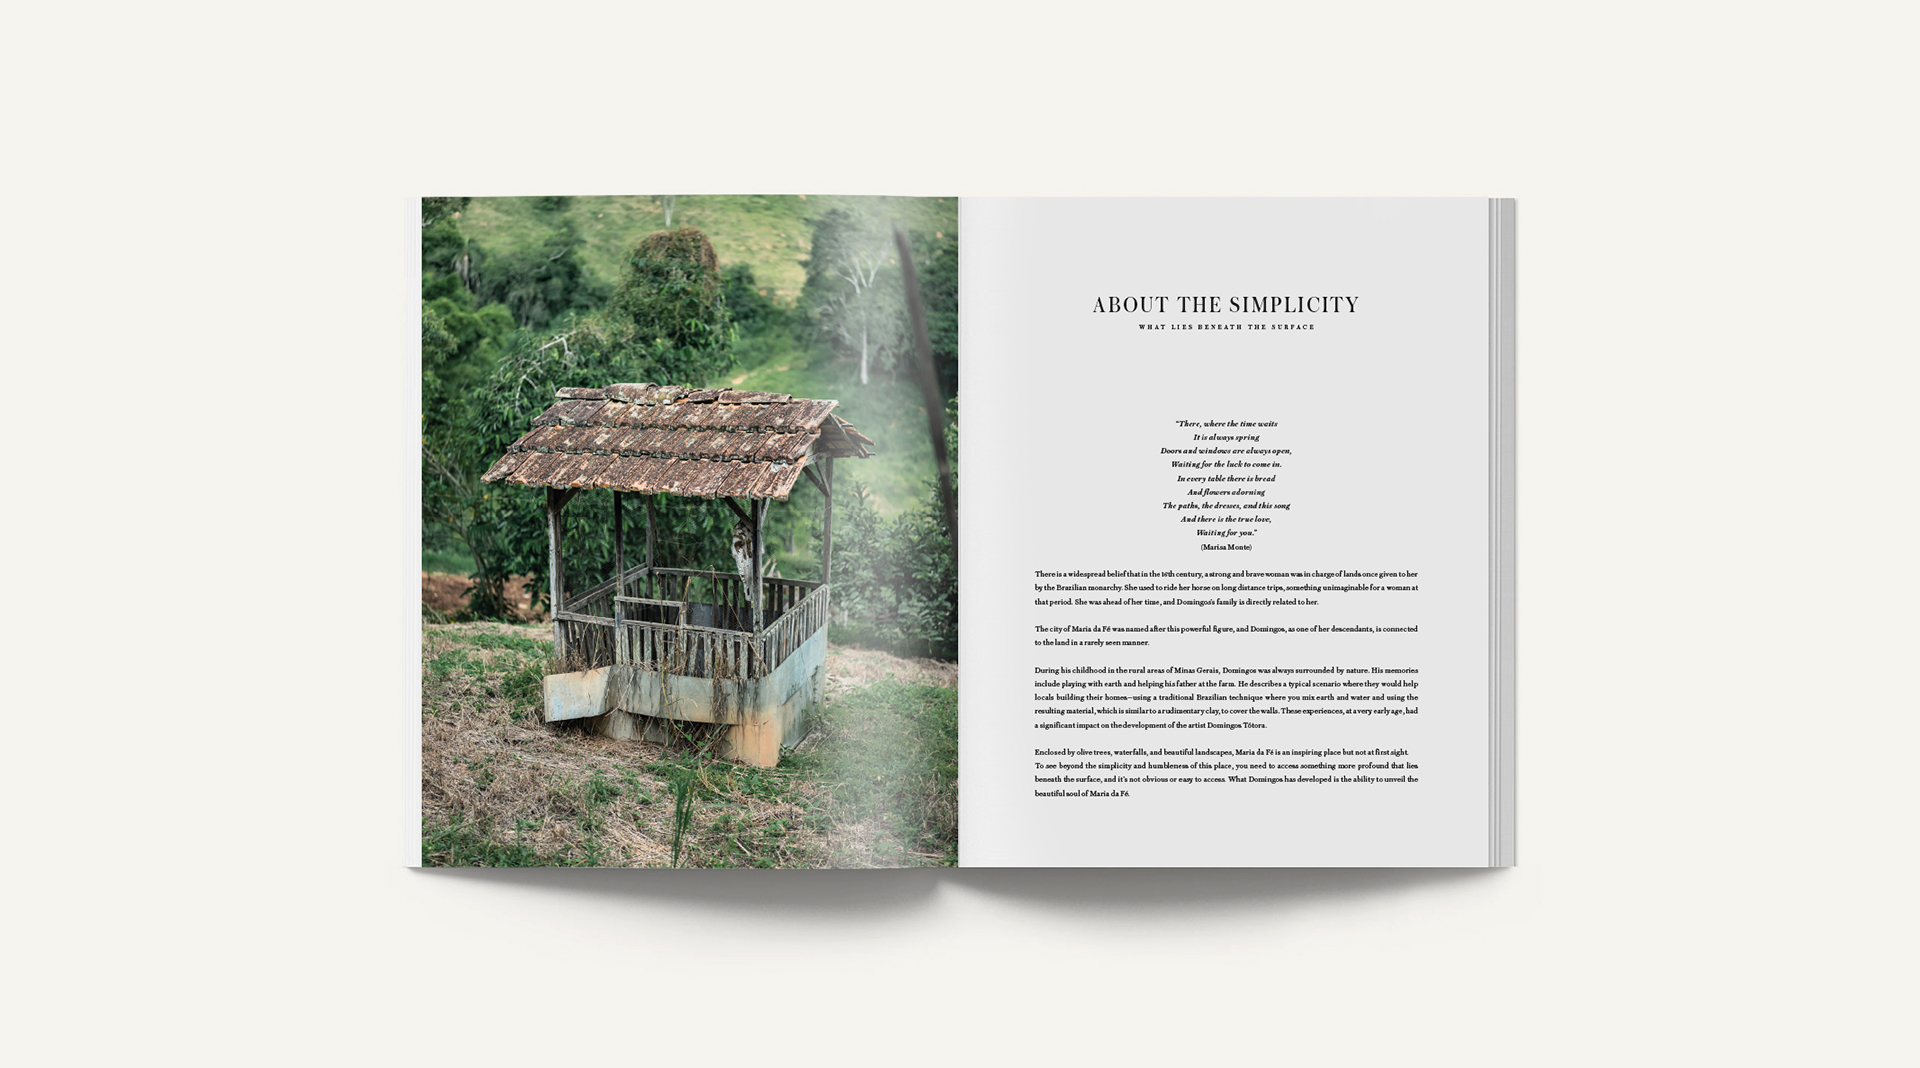 ABOUT THE SIMPLICITY
WHAT LIES BENEATH THE SURFACE
"There, where the time waits
It is always spring
Doors and windows are always open,
Waiting for the luck to come in.
In every table there is bread
And flowers adorning
The paths, the dresses, and this song
And there is the true love,
Waiting for you."
(Marisa Monte)
There is a widespread belief that in the 16th century, a strong and brave woman was in charge of lands once given to her
by the Brazilian monarchy. She used to ride her horse on long distance trips, something unimaginable for a woman at
that period. She was ahead of her time, and Domingos's family is directly related to her.
The city of Maria da Fé was named after this powerful figure, and Domingos, as one of her descendants, is connected
to the land in a rarely seen manner.
During his childhood in the rural areas of Minas Gerais, Domingos was always surrounded by nature. His memories
include playing with earth and helping his father at the farm. He describes a typical scenario where they would help
locals building their homes—using a traditional Brazilian technique where you mix earth and water and using the
resulting material, which is similar to a rudimentary clay, to cover the walls. These experiences, at a very early age, had
a significant impact on the development of the artist Domingos Tótora.
Enclosed by olive trees, waterfalls, and beautiful landscapes, Maria da Fé is an inspiring place but not at first sight.
To see beyond the simplicity and humbleness of this place, you need to access something more profound that lies
beneath the surface, and it's not obvious or easy to access. What Domingos has developed is the ability to unveil the
beautiful soul of Maria da Fé.